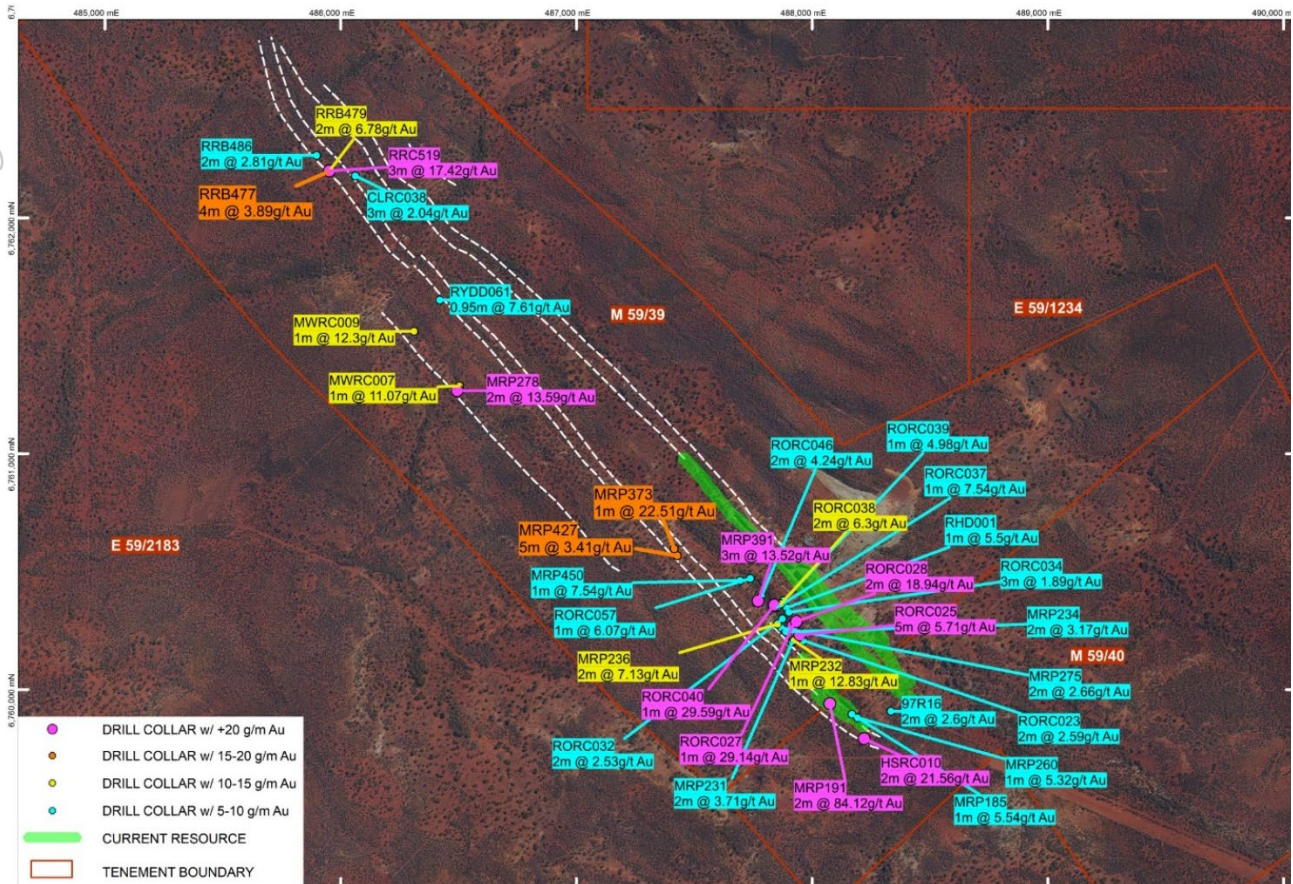 485,000 mE
486,000 mE
487,000 mE
488,000 mE
489,000 mE
490,000 mE
6,762,000 mN
6,761,000 mN
6,760,000 mN
RRB479
2m @ 6.78g/t Au
RRB486
2m @ 2.81g/t Au
RRC519
3m @ 17.42g/t Au
RRB477
4m @ 3.89g/t Au
CLRC038
3m @ 2.04g/t Au
RYDD061
0.95m @ 7.61g/t Au
M 59/39
E 59/1234
MWRC009
1m @ 12.3g/t Au
MWRC007
1m @ 11.07g/t Au
MRP278
2m @ 13.59g/t Au
RORC039
1m @ 4.98g/t Au
RORC046
2m @ 4.24g/t Au
RORC037
1m @ 7.54g/t Au
MRP373
1m @ 22.51g/t Au
RORC038
2m @ 6.3g/t Au
RHD001
1m @ 5.5g/t Au
MRP427
5m @ 3.41g/t Au
MRP391
3m @ 13.52g/t Au
E 59/2183
RORC028
2m @ 18.94g/t Au
RORC034
3m @ 1.89g/t Au
MRP450
1m @ 7.54g/t Au
RORC057
1m @ 6.07g/t Au
RORC025
5m @ 5.71g/t Au
MRP234
2m @ 3.17g/t Au
M 59/40
MRP236
2m @ 7.13g/t Au
MRP232
1m @ 12.83g/t Au
MRP275
2m @ 2.66g/t Au
RORC040
1m @ 29.59g/t Au
97R16
2m @ 2.6g/t Au
RORC023
2m @ 2.59g/t Au
RORC032
2m @ 2.53g/t Au
RORC027
1m @ 29.14g/t Au
HSRC010
2m @ 21.56g/t Au
MRP260
1m @ 5.32g/t Au
MRP231
2m @ 3.71g/t Au
MRP191
2m @ 84.12g/t Au
MRP185
1m @ 5.54g/t Au
DRILL COLLAR w/ +20 g/m Au
DRILL COLLAR w/ 15-20 g/m Au
DRILL COLLAR w/ 10-15 g/m Au
DRILL COLLAR w/ 5-10 g/m Au
CURRENT RESOURCE
TENEMENT BOUNDARY